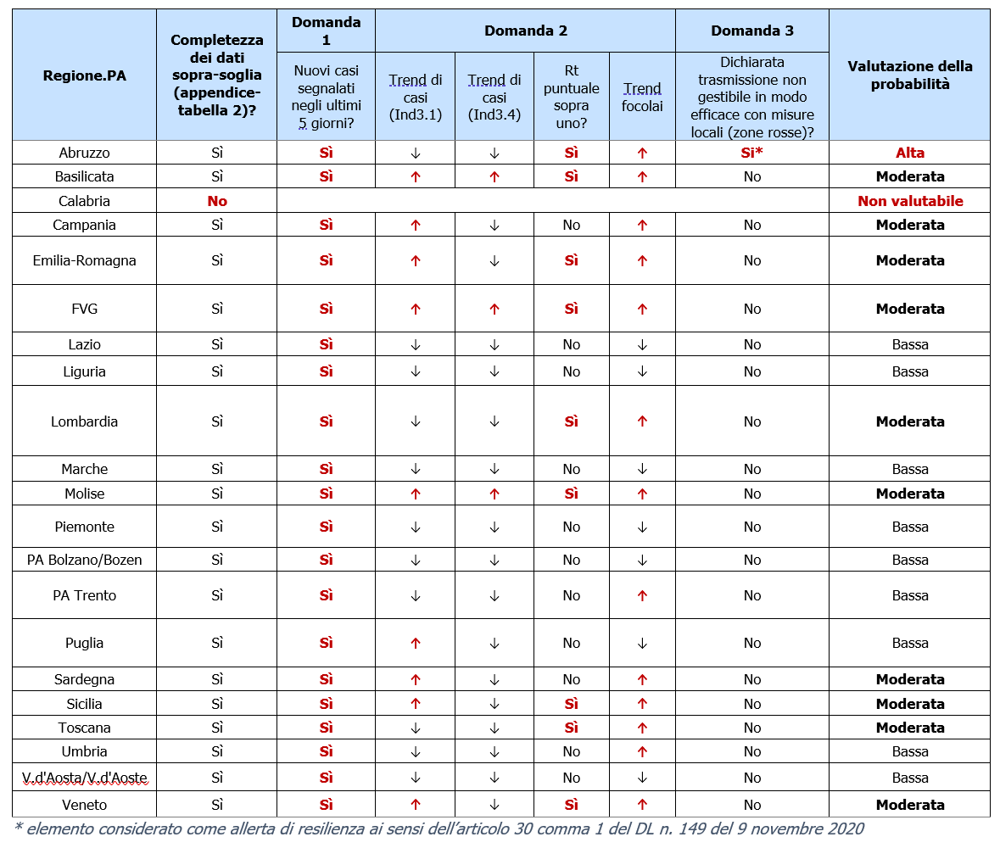 Regione.PA
Completezza
dei dati
sopra-soglia
(appendice-
tabella 2)?
Domanda
1
Domanda 2
Domanda 3
Valutazione della
probabilità
Nuovi casi
segnalati
negli ultimi
5 giorni?
Trend di
casi
(Ind3.1)
Trend di
casi
(Ind3.4)
Rt
puntuale
sopra
uno?
Trend
focolai
Dichiarata
trasmissione non
gestibile in modo
efficace con misure
locali (zone rosse)?
Abruzzo Sì Sì ↓ ↓ Sì ↑ Si* Alta
Basilicata Sì Sì ↑ ↑ Sì ↑ No Moderata
Calabria No Non valutabile
Campania Sì Sì ↑ ↓ No ↑ No Moderata
Emilia-Romagna Sì Sì ↑ ↓ Sì ↑ No Moderata
FVG Sì Sì ↑ ↑ Sì ↑ No Moderata
Lazio Sì Sì ↓ ↓ No ↓ No Bassa
Liguria Sì Sì ↓ ↓ No ↓ No Bassa
Lombardia Sì Sì ↓ ↓ Sì ↑ No Moderata
Marche Sì Sì ↓ ↓ No ↓ No Bassa
Molise Sì Sì ↑ ↑ Sì ↑ No Moderata
Piemonte Sì Sì ↓ ↓ No ↓ No Bassa
PA Bolzano/Bozen Sì Sì ↓ ↓ No ↓ No Bassa
PA Trento Sì Sì ↓ ↓ No ↑ No Bassa
Puglia Sì Sì ↑ ↓ No ↓ No Bassa
Sardegna Sì Sì ↑ ↓ No ↑ No Moderata
Sicilia Sì Sì ↑ ↓ Sì ↑ No Moderata
Toscana Sì Sì ↓ ↓ Sì ↑ No Moderata
Umbria Sì Sì ↓ ↓ No ↑ No Bassa
V.d'Aosta/V.d'Aoste Sì Sì ↓ ↓ No ↓ No Bassa
Veneto Sì Sì ↑ ↓ Sì ↑ No Moderata
* elemento considerato come allerta di resilienza ai sensi dell’articolo 30 comma 1 del DL n. 149 del 9 novembre 2020